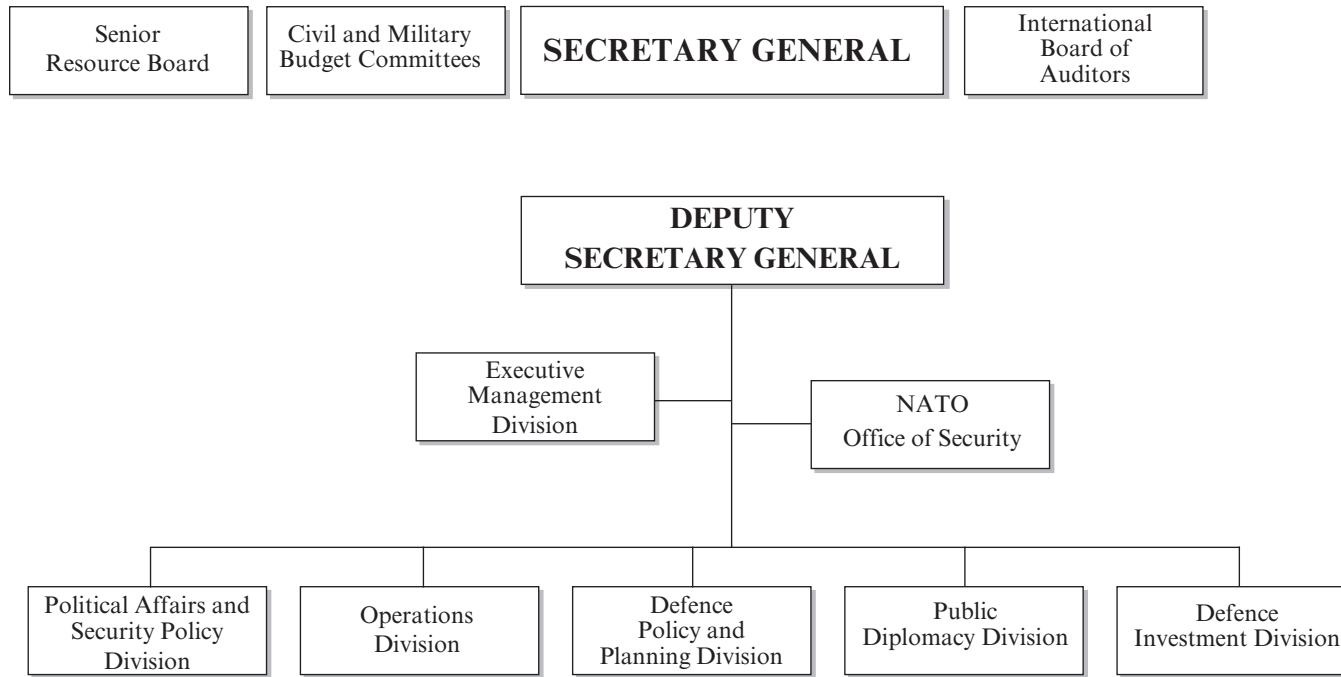 Senior
Resource Board
Civil and Military
Budget Committees
SECRETARY GENERAL
International
Board of
Auditors
DEPUTY
SECRETARY GENERAL
Executive
Management
Division
NATO
Office of Security
Political Affairs and
Security Policy
Division
Operations
Division
Defence
Policy and
Planning Division
Public
Diplomacy Division
Defence
Investment Division